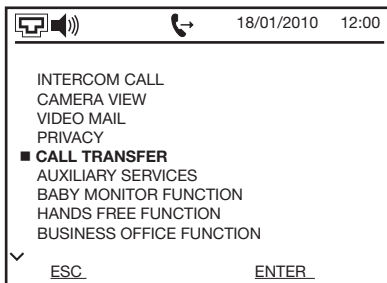 18/01/2010 12:00
INTERCOM CALL
CAMERA VIEW
VIDEO MAIL
PRIVACY
CALL TRANSFER
AUXILIARY SERVICES
BABY MONITOR FUNCTION
HANDS FREE FUNCTION
BUSINESS OFFICE FUNCTION
ESC ENTER